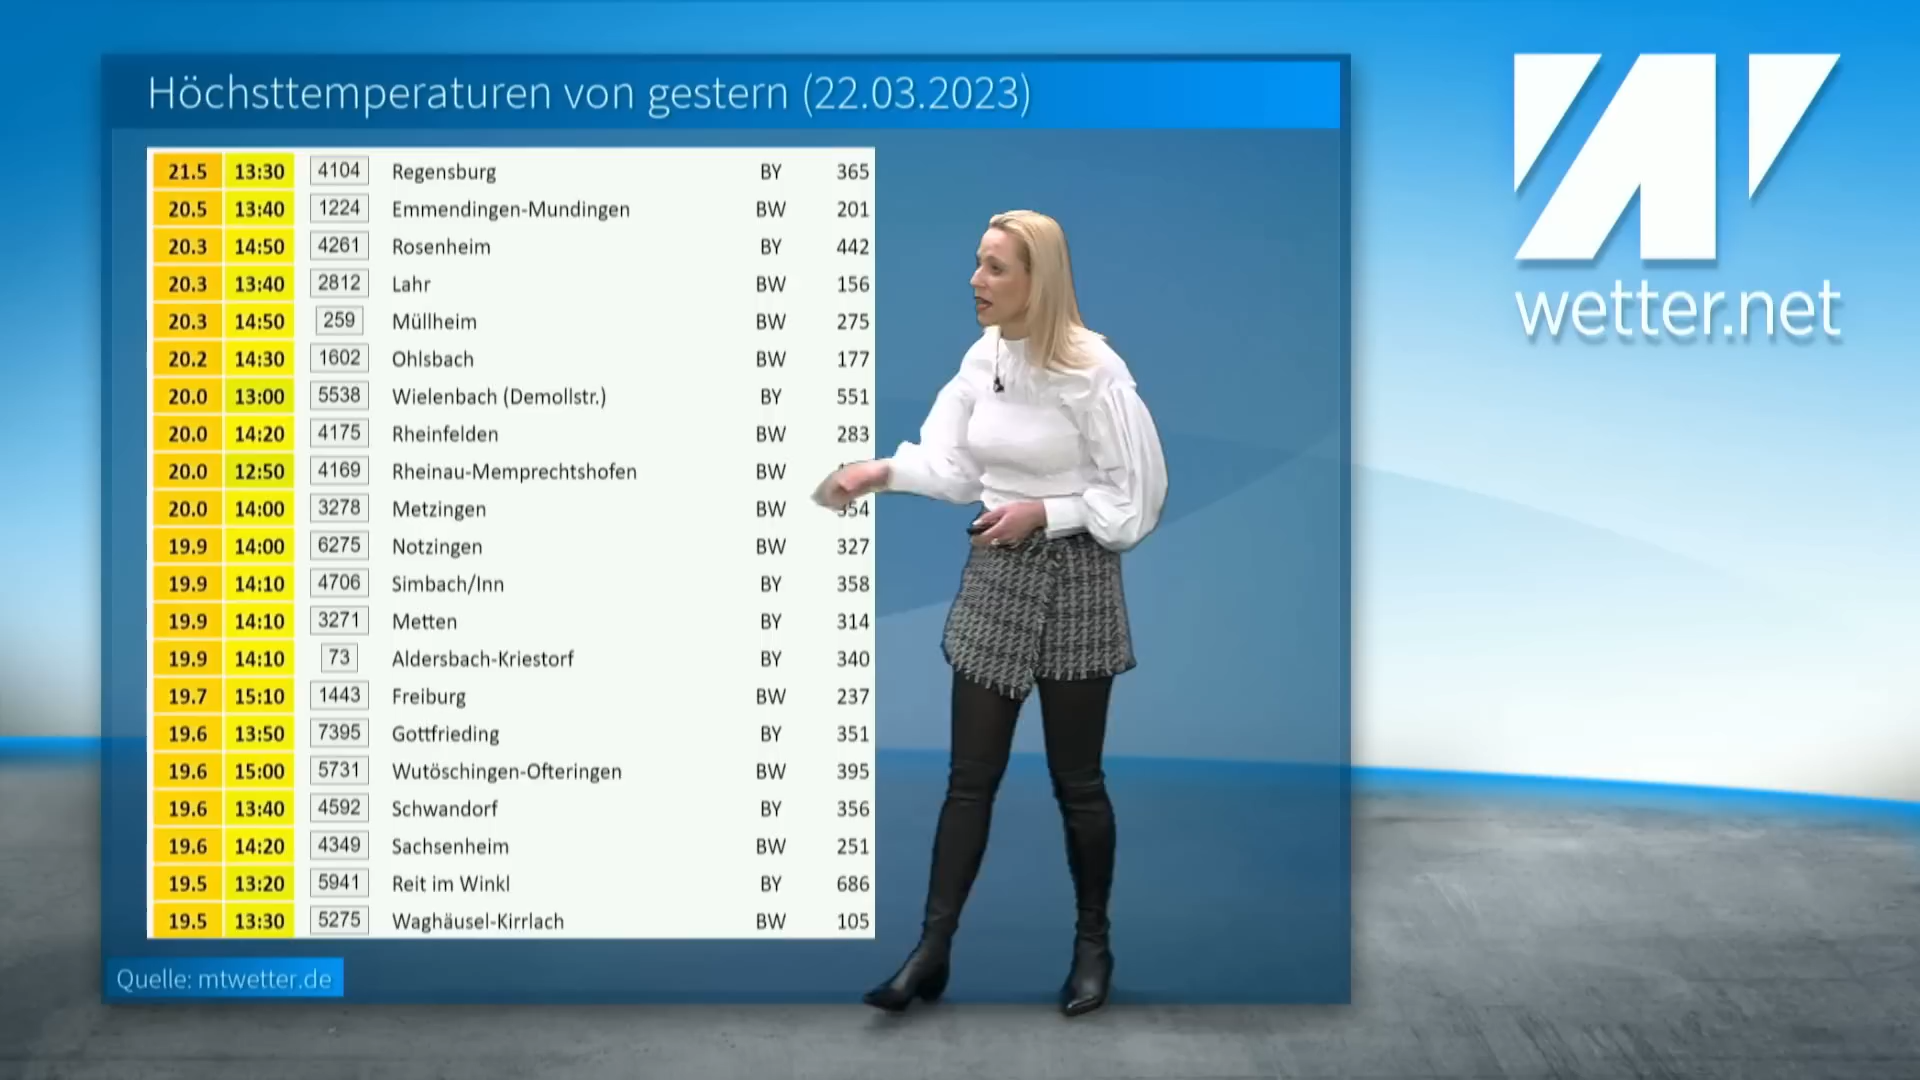 Höchsttemperaturen von gestern (22.03.2023)
21.5 13:30 4104 Regensburg BY 365
20.5 13:40 1224 Emmendingen-Mundingen BW 201
20.3 14:50 4261 Rosenheim BY 442
20.3 13:40 2812 Lahr BW 156
20.3 14:50 259 Müllheim BW 275
20.2 14:30 1602 Ohlsbach BW 177
20.0 13:00 5538 Wielenbach (Demollstr.) BY 551
20.0 14:20 4175 Rheinfelden BW 283
20.0 12:50 4169 Rheinau-Memprechtshofen BW
20.0 14:00 3278 Metzingen BW 354
19.9 14:00 6275 Notzingen BW 327
19.9 14:10 4706 Simbach/Inn BY 358
19.9 14:10 3271 Metten BY 314
19.9 14:10 73 Aldersbach-Kriestorf BY 340
19.7 15:10 1443 Freiburg BW 237
19.6 13:50 7395 Gottfrieding BY 351
19.6 15:00 5731 Wutöschingen-Ofteringen BW 395
19.6 13:40 4592 Schwandorf BY 356
19.6 14:20 4349 Sachsenheim BW 251
19.5 13:20 5941 Reit im Winkl BY 686
19.5 13:30 5275 Waghäusel-Kirrlach BW 105
Quelle: mtwetter.de
wetter.net